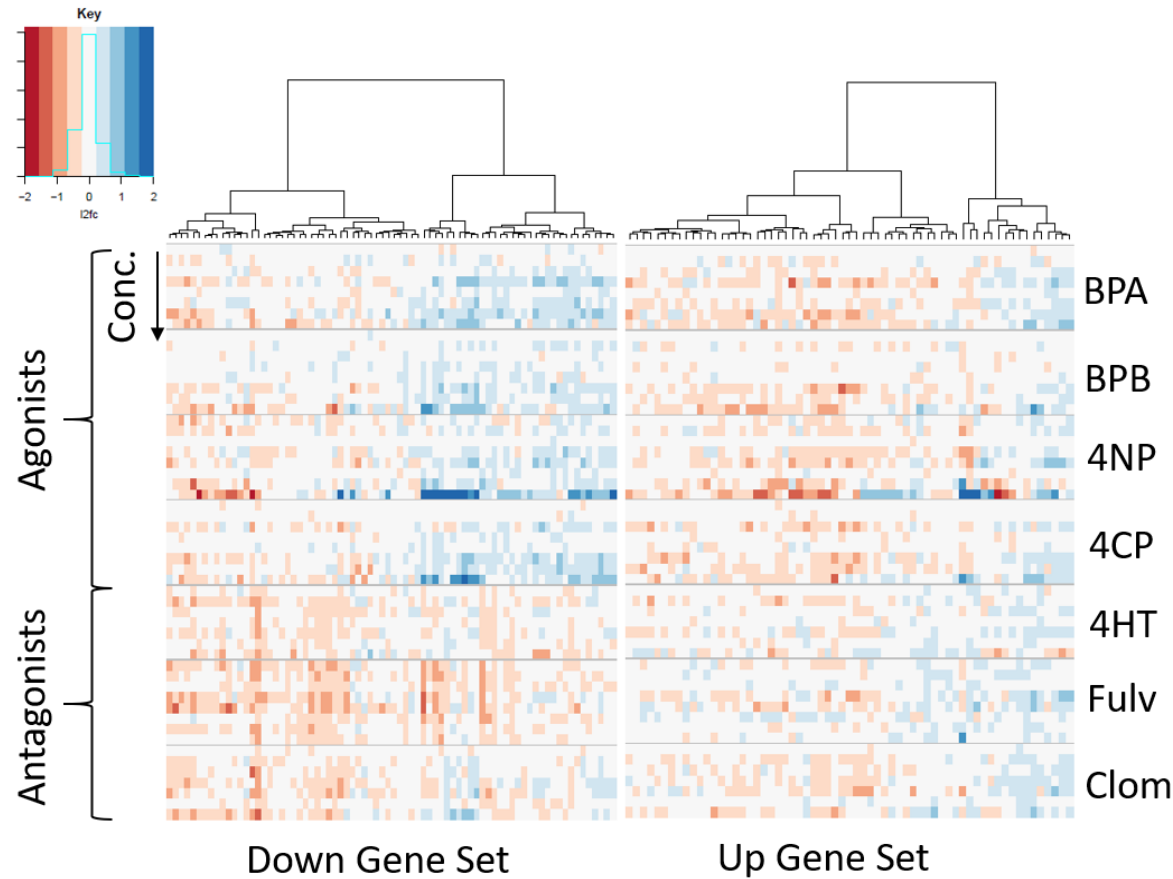 Key
−2 −1 0 1 2
l2fc
Conc.
Agonists
Antagonists
BPA
BPB
4NP
4CP
4HT
Fulv
Clom
Down Gene Set
Up Gene Set